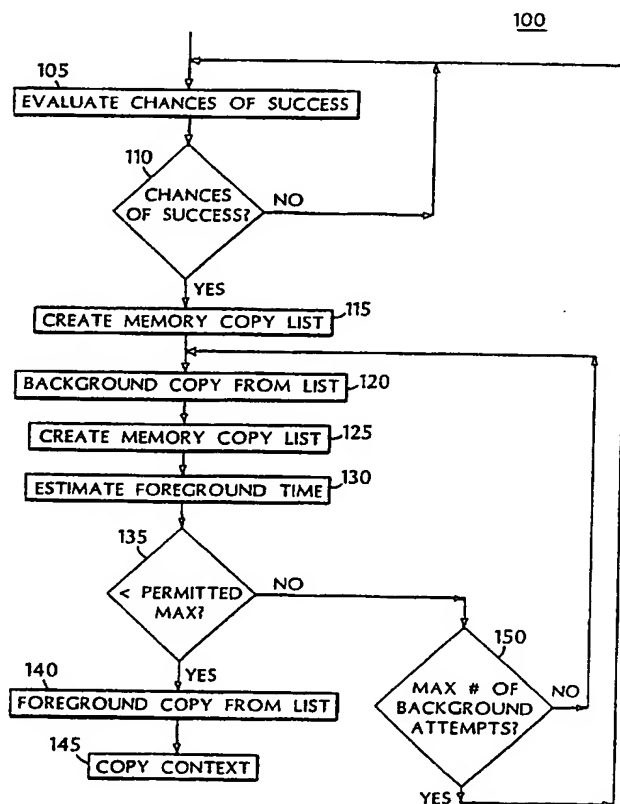 100
105
EVALUATE CHANCES OF SUCCESS
110
CHANCES
OF SUCCESS?
NO
YES
CREATE MEMORY COPY LIST
115
BACKGROUND COPY FROM LIST
120
CREATE MEMORY COPY LIST
125
ESTIMATE FOREGROUND TIME
130
135
< PERMITTED
MAX?
NO
YES
150
MAX # OF
BACKGROUND
ATTEMPTS?
NO
YES
140
FOREGROUND COPY FROM LIST
145
COPY CONTEXT